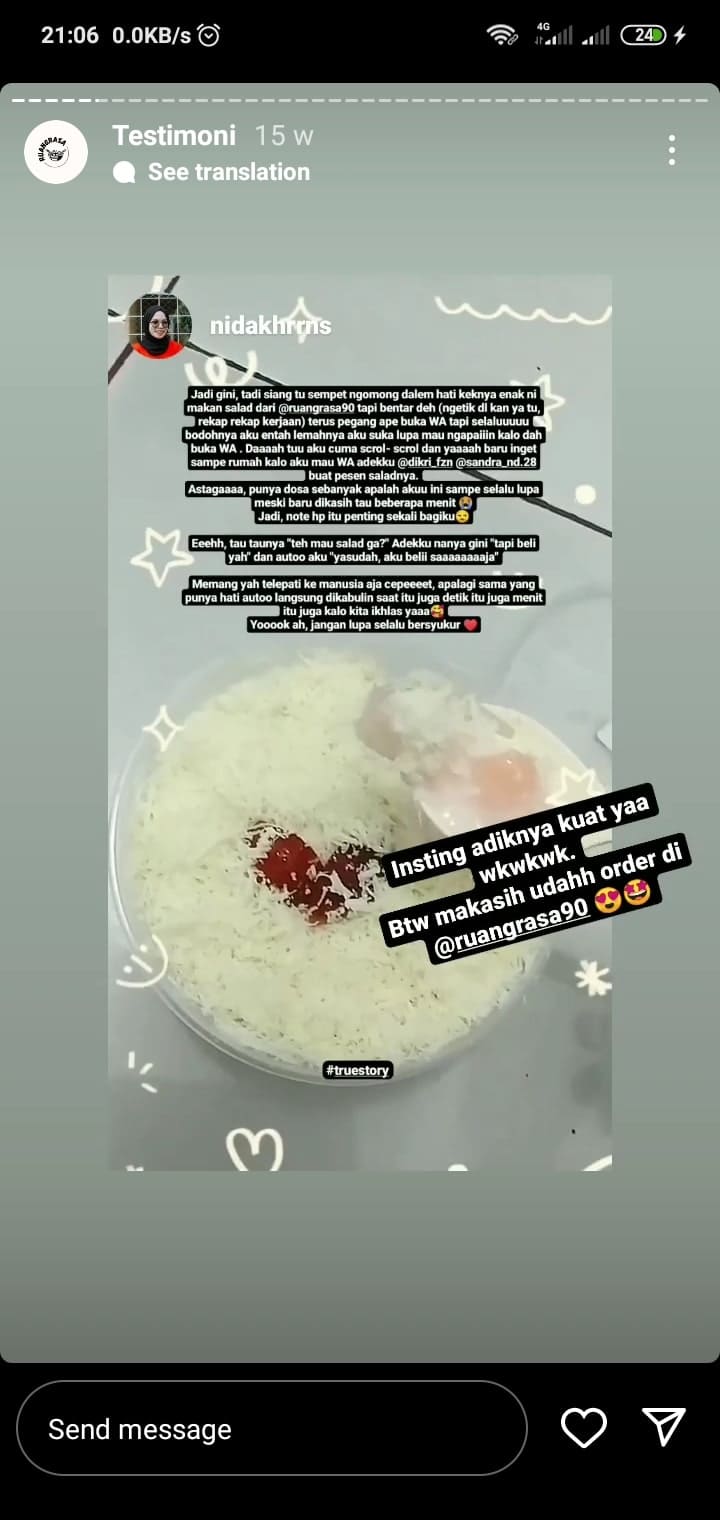 21:06 0.0KB/s
4G
24
RUANGRASA
Testimoni 15 w
See translation
nidakhrrns
Jadi gini, tadi siang tu sempet ngomong dalem hati keknya enak ni
makan salad dari @ruangrasa90 tapi bentar deh (ngetik dl kan ya tu,
rekap rekap kerjaan) terus pegang ape buka WA tapi selaluuuuu
bodohnya aku entah lemahnya aku suka lupa mau ngapaiiin kalo dah
buka WA . Daaaah tuu aku cuma scrol- scrol dan yaaaah baru inget
sampe rumah kalo aku mau WA adekku @dikri_fzn @sandra_nd.28
buat pesen saladnya.
Astagaaaa, punya dosa sebanyak apalah akuu ini sampe selalu lupa
meski baru dikasih tau beberapa menit 😭
Jadi, note hp itu penting sekali bagiku😌
Eeehh, tau taunya "teh mau salad ga?" Adekku nanya gini "tapi beli
yah" dan autoo aku "yasudah, aku belii saaaaaaaaja"
Memang yah telepati ke manusia aja cepeeeet, apalagi sama yang
punya hati autoo langsung dikabulin saat itu juga detik itu juga menit
itu juga kalo kita ikhlas yaaa🥰
Yooook ah, jangan lupa selalu bersyukur ❤️
Insting adiknya kuat yaa
wkwkwk.
Btw makasih udahh order di
@ruangrasa90 😍🤩
#truestory
Send message